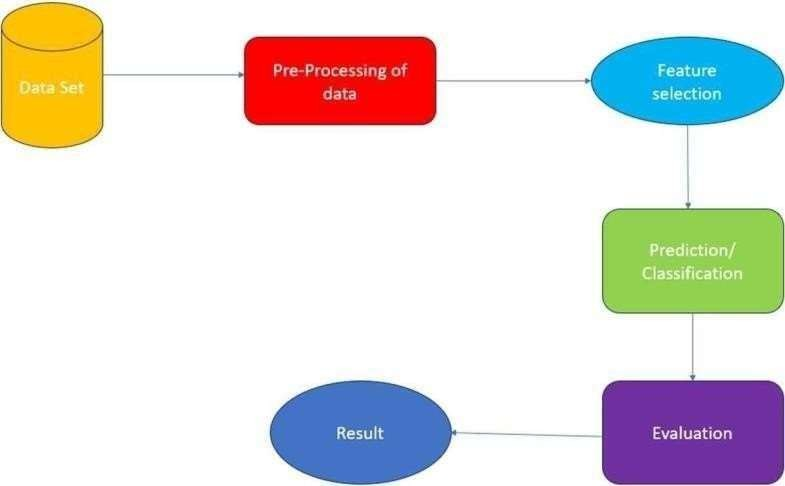 Data Set
Pre-Processing of
data
Feature
selection
Prediction/
Classification
Evaluation
Result